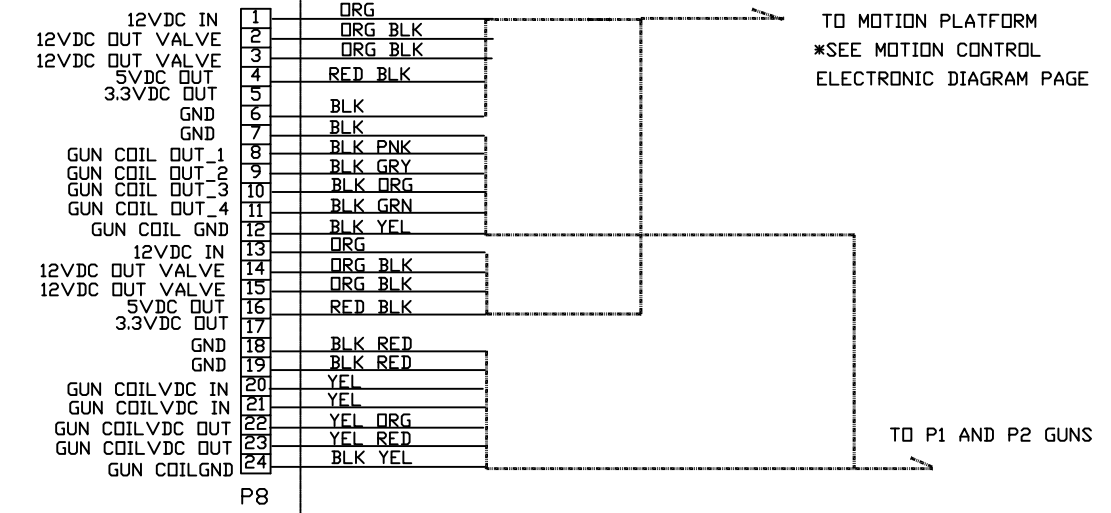 12VDC IN 1 ORG
12VDC OUT VALVE 2 ORG BLK
12VDC OUT VALVE 3 ORG BLK
5VDC OUT 4 RED BLK
3.3VDC OUT 5
GND 6 BLK
GND 7 BLK
GUN COIL OUT_1 8 BLK PNK
GUN COIL OUT_2 9 BLK GRY
GUN COIL OUT_3 10 BLK ORG
GUN COIL OUT_4 11 BLK GRN
GUN COIL GND 12 BLK YEL
12VDC IN 13 ORG
12VDC OUT VALVE 14 ORG BLK
12VDC OUT VALVE 15 ORG BLK
5VDC OUT 16 RED BLK
3.3VDC OUT 17
GND 18 BLK RED
GND 19 BLK RED
GUN COILVDC IN 20 YEL
GUN COILVDC IN 21 YEL
GUN COILVDC OUT 22 YEL ORG
GUN COILVDC OUT 23 YEL RED
GUN COILGND 24 BLK YEL
P8
TO MOTION PLATFORM
*SEE MOTION CONTROL
ELECTRONIC DIAGRAM PAGE
TO P1 AND P2 GUNS